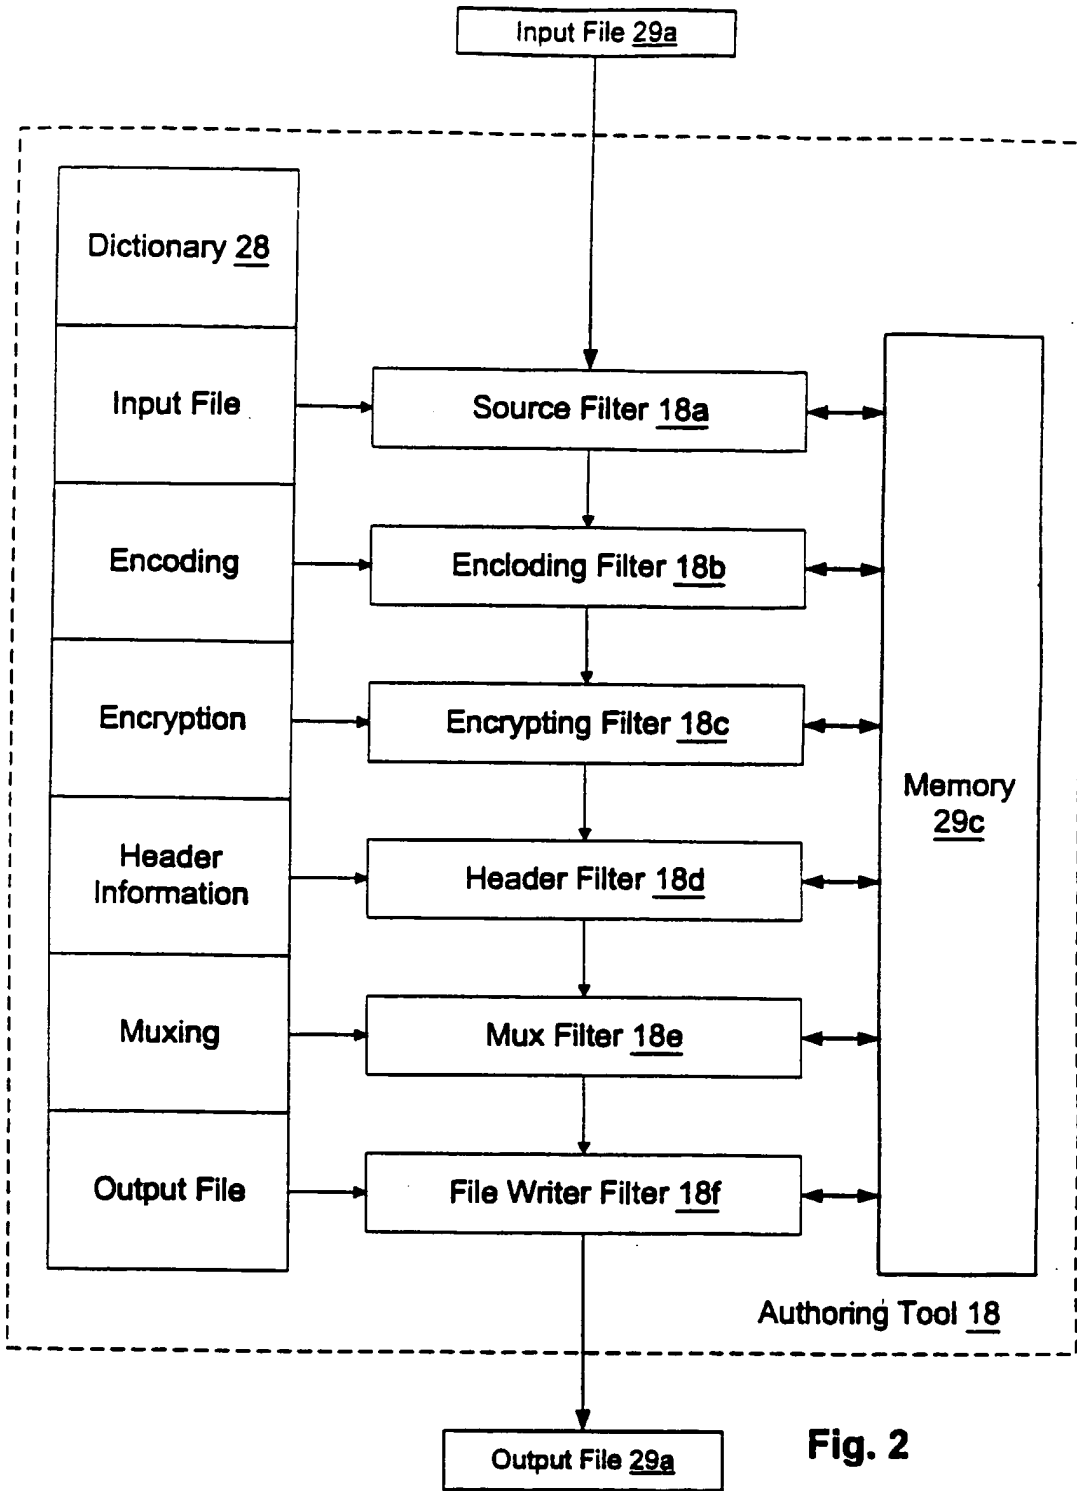 Input File 29a
Dictionary 28
Input File
Source Filter 18a
Encoding
Encloding Filter 18b
Encryption
Encrypting Filter 18c
Memory
29c
Header
Information
Header Filter 18d
Muxing
Mux Filter 18e
Output File
File Writer Filter 18f
Authoring Tool 18
Output File 29a
Fig. 2